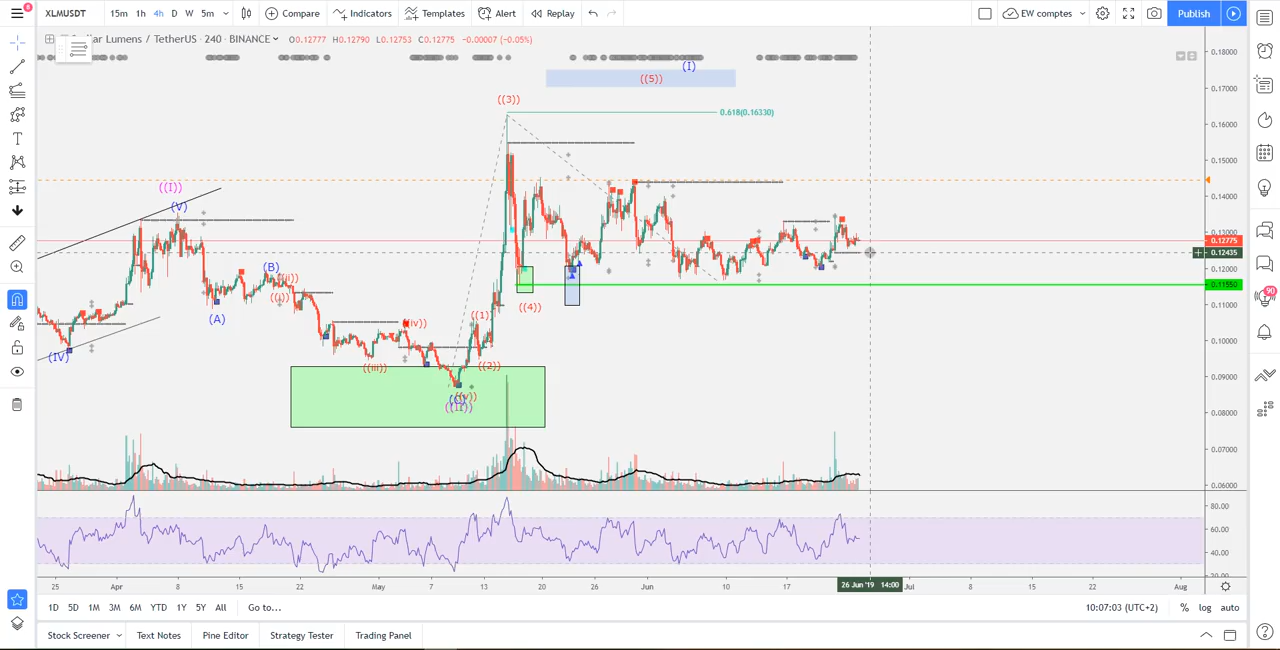 8
XLMUSDT 15m 1h 4h D W 5m Compare Indicators Templates Alert Replay EW comptes Publish
ar Lumens / TetherUS · 240 · BINANCE O0.12777 H0.12790 L0.12753 C0.12775 −0.00007 (−0.05%)
0.18000
(I)
((5))
0.17000
((3))
0.618(0.16330)
0.16000
0.15000
0.14000
((I))
(V)
0.13000
0.12775
0.12435
0.12000
(B)
((ii))
((i))
0.11550
0.11000
((4))
(A)
((1))
((iv))
0.10000
(IV)
((iii))
((2))
0.09000
((v))
((II))
0.08000
0.07000
0.06000
80.00
60.00
40.00
20.00
25 Apr 8 15 22 May 7 13 20 26 Jun 10 17 26 Jun '19 14:00 Jul 8 15 22 Aug
1D 5D 1M 3M 6M YTD 1Y 5Y All Go to... 10:07:03 (UTC+2) % log auto
Stock Screener Text Notes Pine Editor Strategy Tester Trading Panel
90